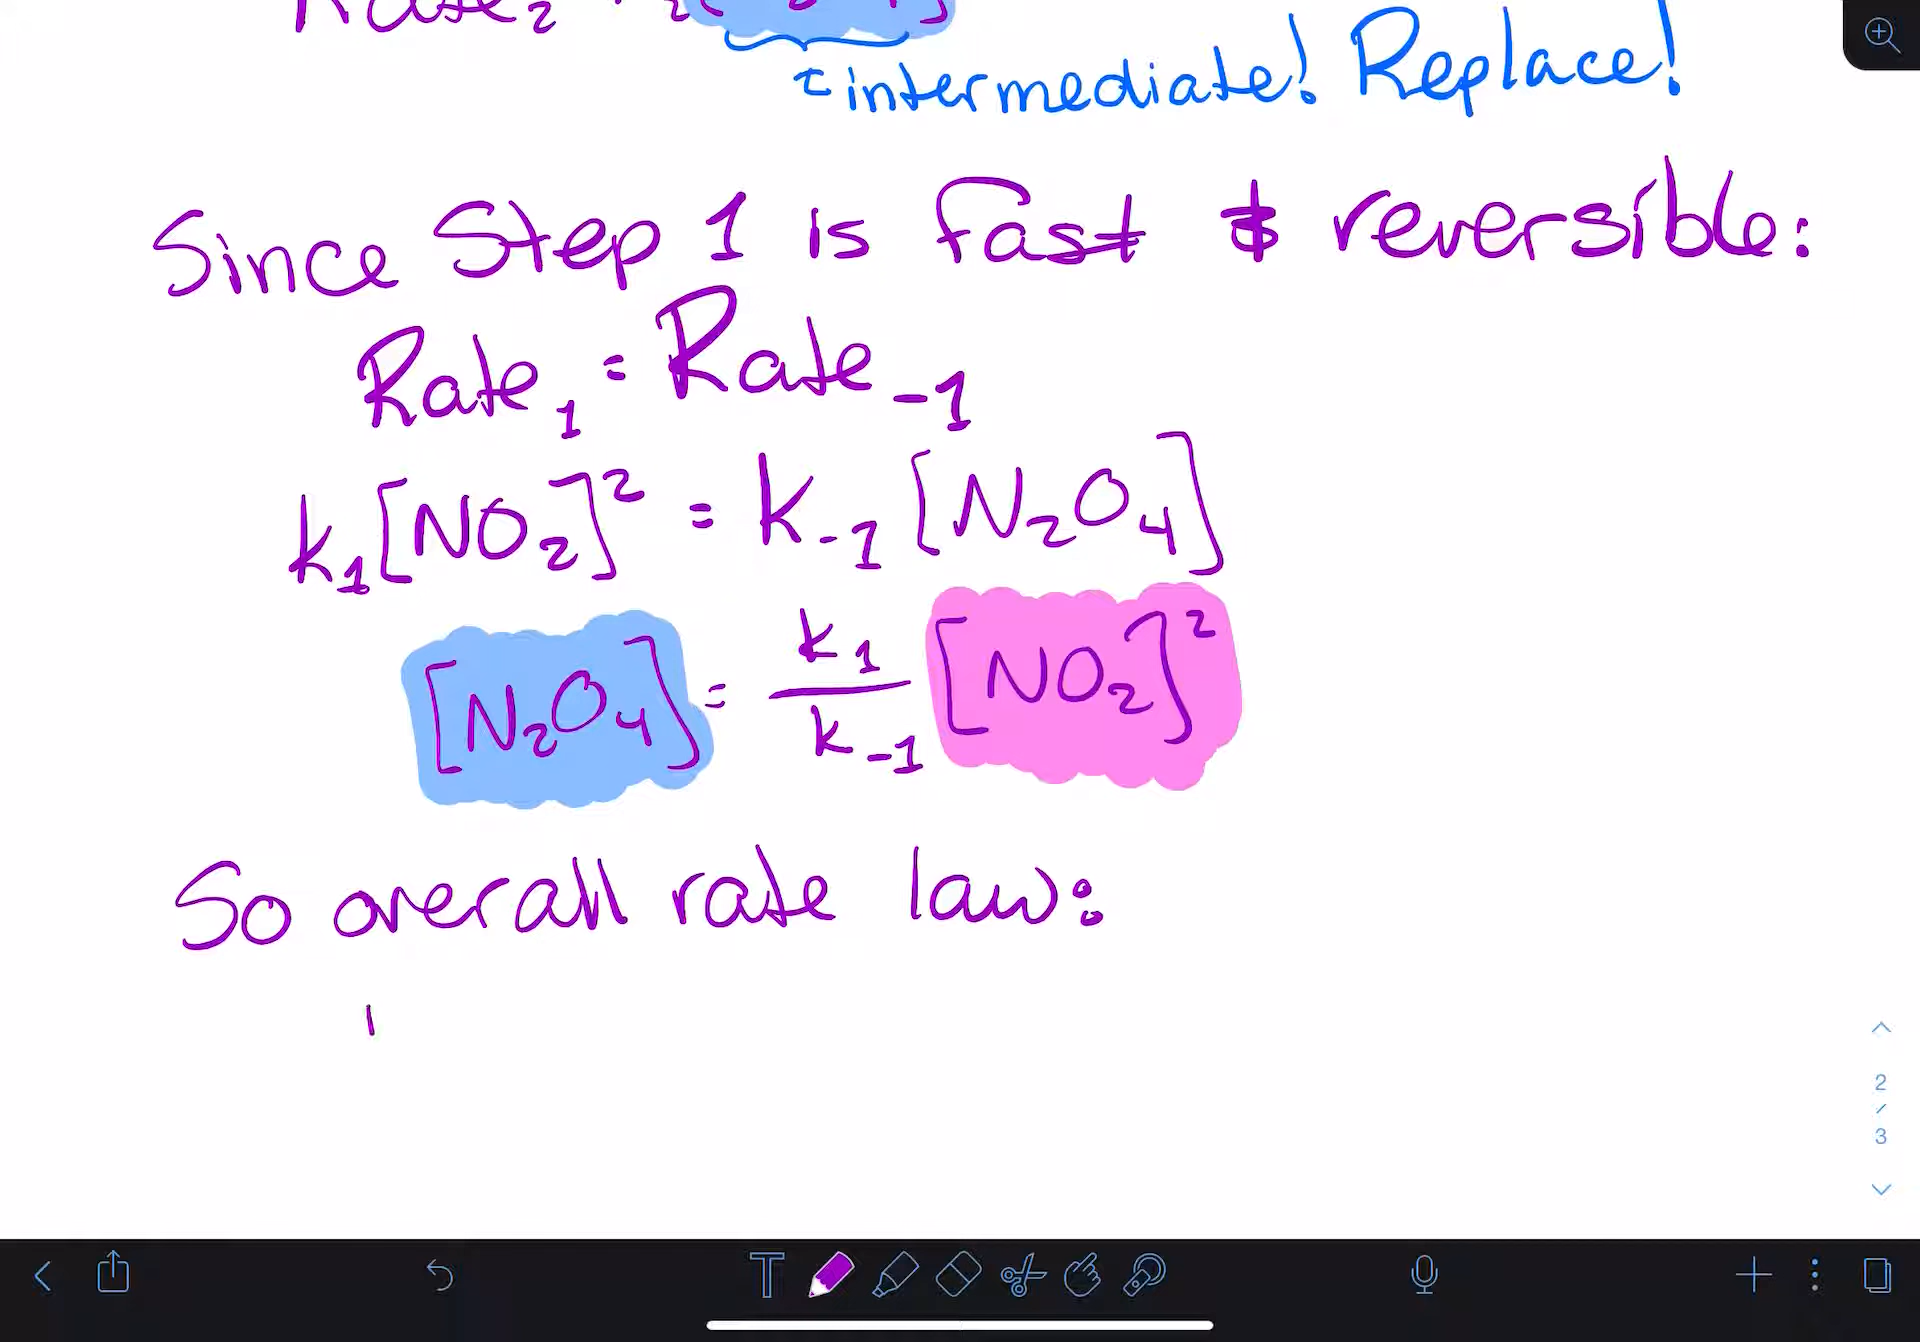 Rate₂
= intermediate! Replace!
Since Step 1 is fast & reversible:
Rate₁ = Rate₋₁
k₁[NO₂]² = k₋₁[N₂O₄]
[N₂O₄] = k₁/k₋₁ [NO₂]²
So overall rate law:
2
/
3
T